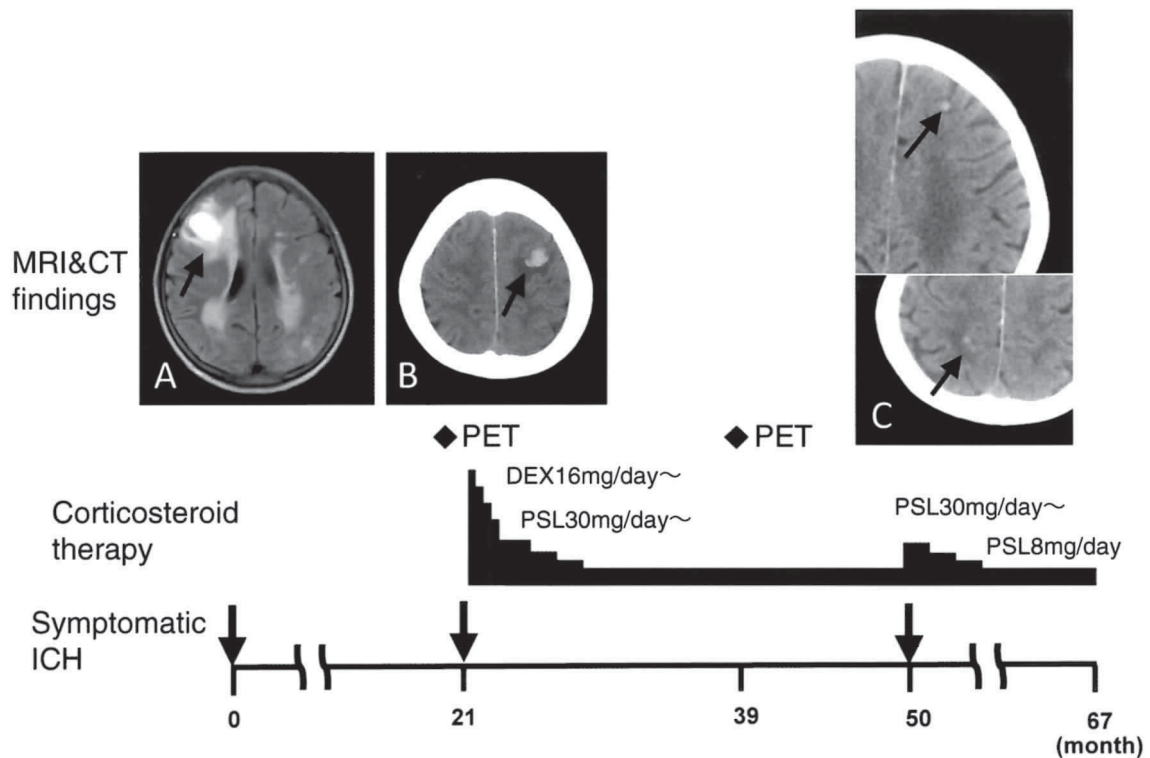 MRI&CT
findings
A
B
C
◆PET
◆PET
DEX16mg/day～
PSL30mg/day～
PSL30mg/day～
PSL8mg/day
Corticosteroid
therapy
Symptomatic
ICH
0
21
39
50
67
(month)